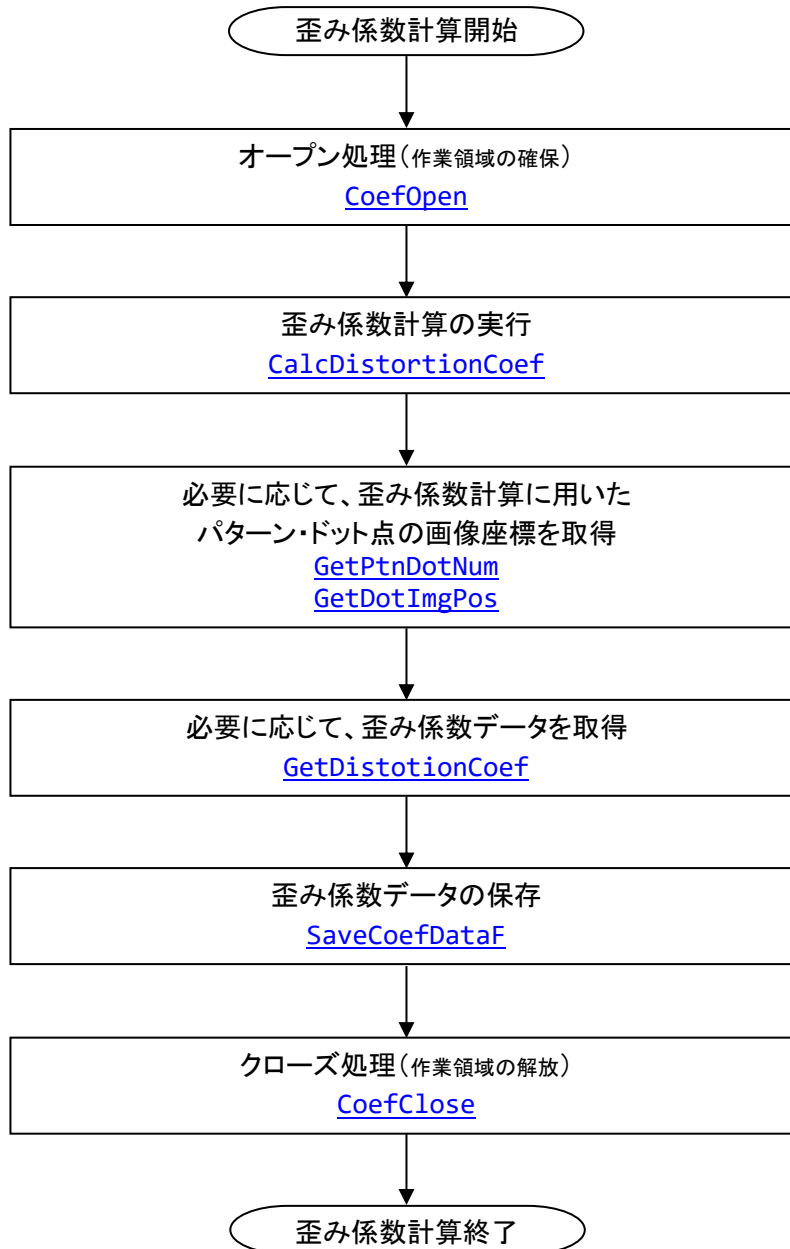 歪み係数計算開始
オープン処理(作業領域の確保)
CoefOpen
歪み係数計算の実行
CalcDistortionCoef
必要に応じて、歪み係数計算に用いた
パターン・ドット点の画像座標を取得
GetPtnDotNum
GetDotImgPos
必要に応じて、歪み係数データを取得
GetDistotionCoef
歪み係数データの保存
SaveCoefDataF
クローズ処理(作業領域の解放)
CoefClose
歪み係数計算終了